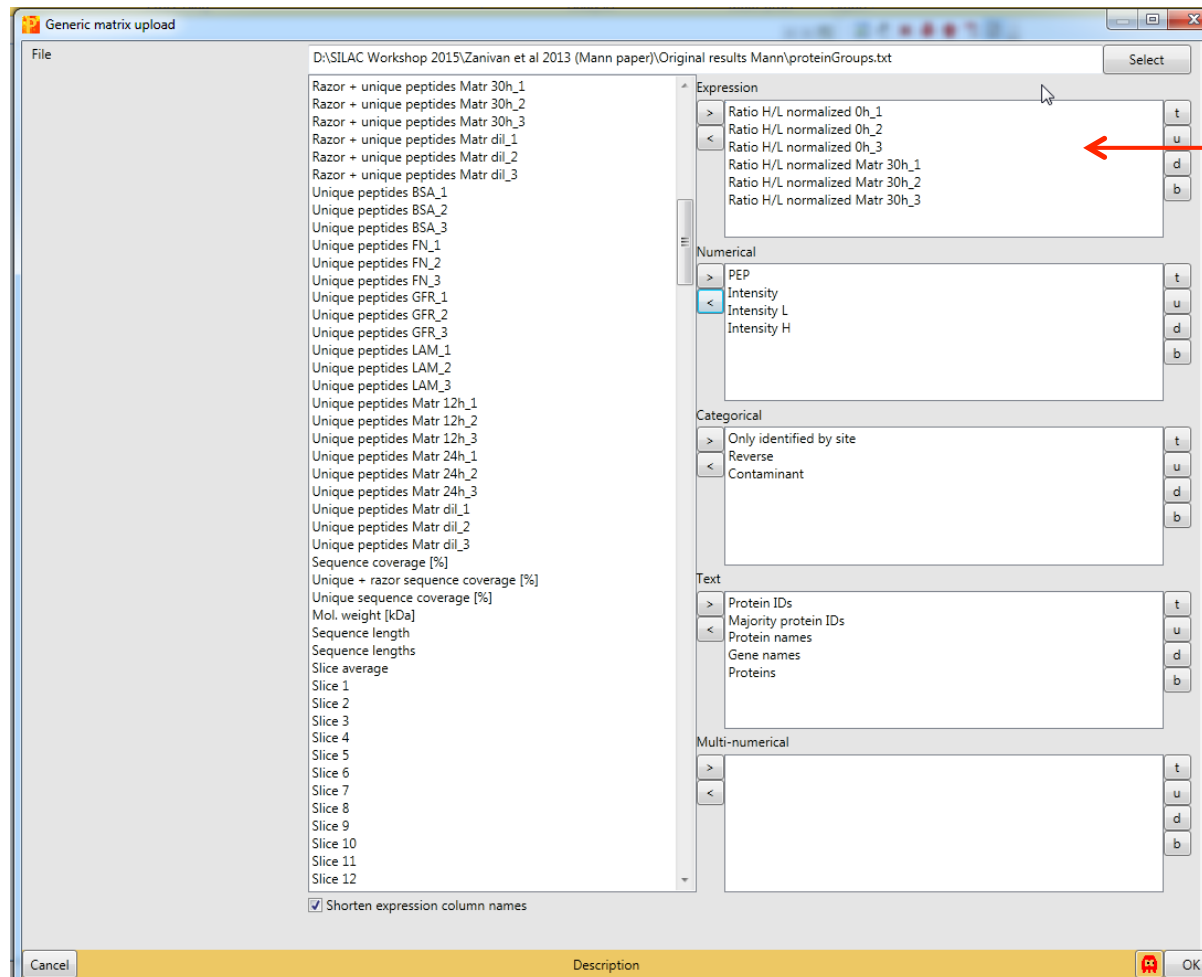 Generic matrix upload
File
D:\SILAC Workshop 2015\Zanivan et al 2013 (Mann paper)\Original results Mann\proteinGroups.txt
Select
Razor + unique peptides Matr 30h_1
Razor + unique peptides Matr 30h_2
Razor + unique peptides Matr 30h_3
Razor + unique peptides Matr dil_1
Razor + unique peptides Matr dil_2
Razor + unique peptides Matr dil_3
Unique peptides BSA_1
Unique peptides BSA_2
Unique peptides BSA_3
Unique peptides FN_1
Unique peptides FN_2
Unique peptides FN_3
Unique peptides GFR_1
Unique peptides GFR_2
Unique peptides GFR_3
Unique peptides LAM_1
Unique peptides LAM_2
Unique peptides LAM_3
Unique peptides Matr 12h_1
Unique peptides Matr 12h_2
Unique peptides Matr 12h_3
Unique peptides Matr 24h_1
Unique peptides Matr 24h_2
Unique peptides Matr 24h_3
Unique peptides Matr dil_1
Unique peptides Matr dil_2
Unique peptides Matr dil_3
Sequence coverage [%]
Unique + razor sequence coverage [%]
Unique sequence coverage [%]
Mol. weight [kDa]
Sequence length
Sequence lengths
Slice average
Slice 1
Slice 2
Slice 3
Slice 4
Slice 5
Slice 6
Slice 7
Slice 8
Slice 9
Slice 10
Slice 11
Slice 12
Shorten expression column names
Expression
>
<
Ratio H/L normalized 0h_1
Ratio H/L normalized 0h_2
Ratio H/L normalized 0h_3
Ratio H/L normalized Matr 30h_1
Ratio H/L normalized Matr 30h_2
Ratio H/L normalized Matr 30h_3
t
u
d
b
Numerical
>
<
PEP
Intensity
Intensity L
Intensity H
t
u
d
b
Categorical
>
<
Only identified by site
Reverse
Contaminant
t
u
d
b
Text
>
<
Protein IDs
Majority protein IDs
Protein names
Gene names
Proteins
t
u
d
b
Multi-numerical
>
<
t
u
d
b
Cancel
Description
OK